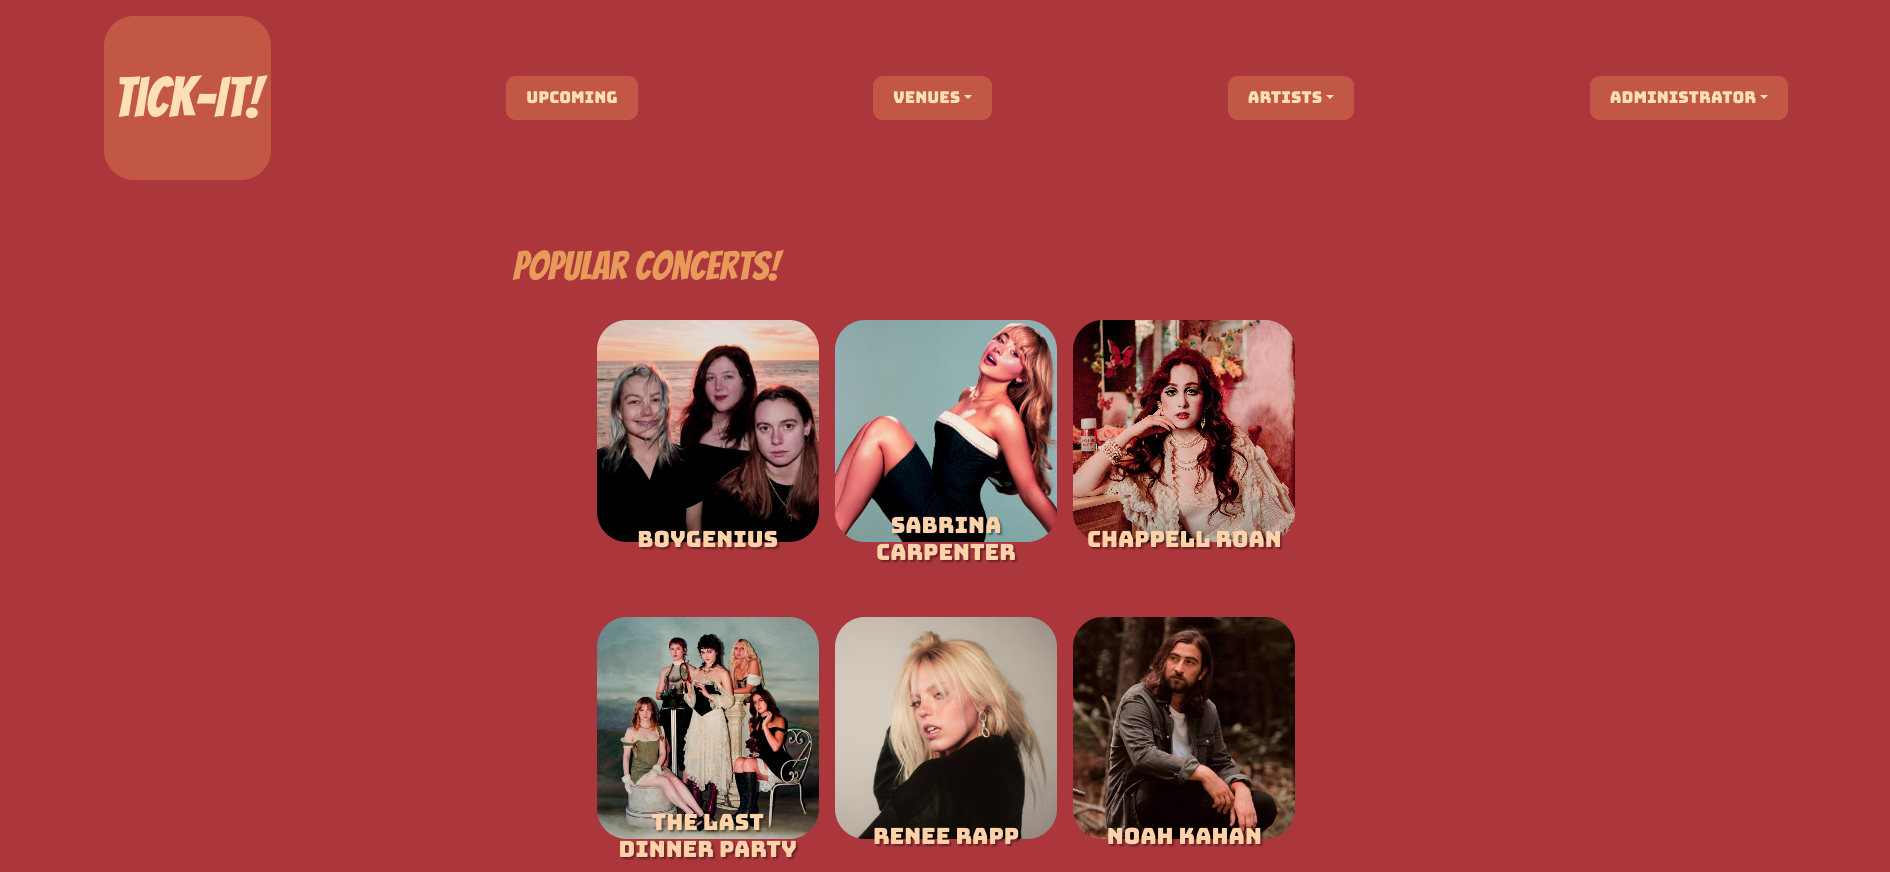 TICK-IT!
UPCOMING
VENUES
ARTISTS
ADMINISTRATOR
POPULAR CONCERTS!
BOYGENIUS
SABRINA
CARPENTER
CHAPPELL ROAN
THE LAST
DINNER PARTY
RENEE RAPP
NOAH KAHAN